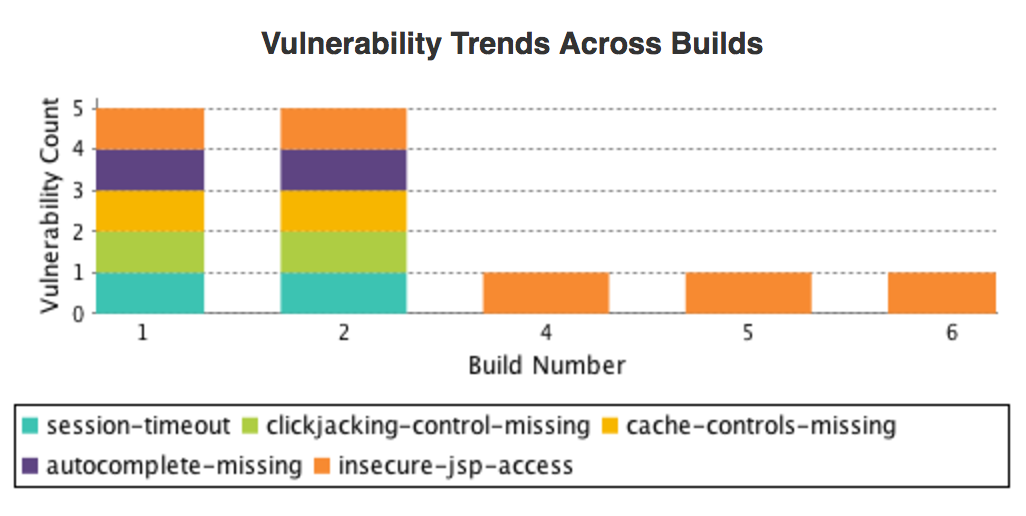 Vulnerability Trends Across Builds
Vulnerability Count
5
4
3
2
1
0
1 2 4 5 6
Build Number
session-timeout clickjacking-control-missing cache-controls-missing
autocomplete-missing insecure-jsp-access